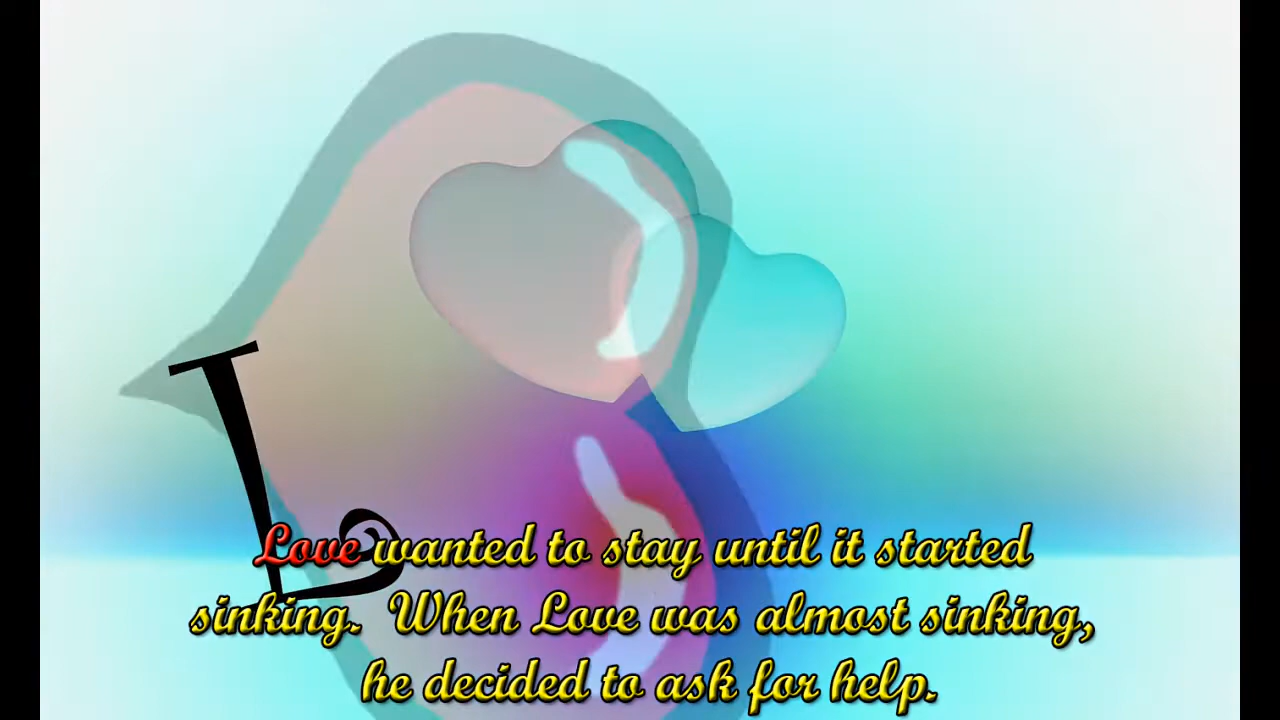 L
Love wanted to stay until it started
sinking. When Love was almost sinking,
he decided to ask for help.